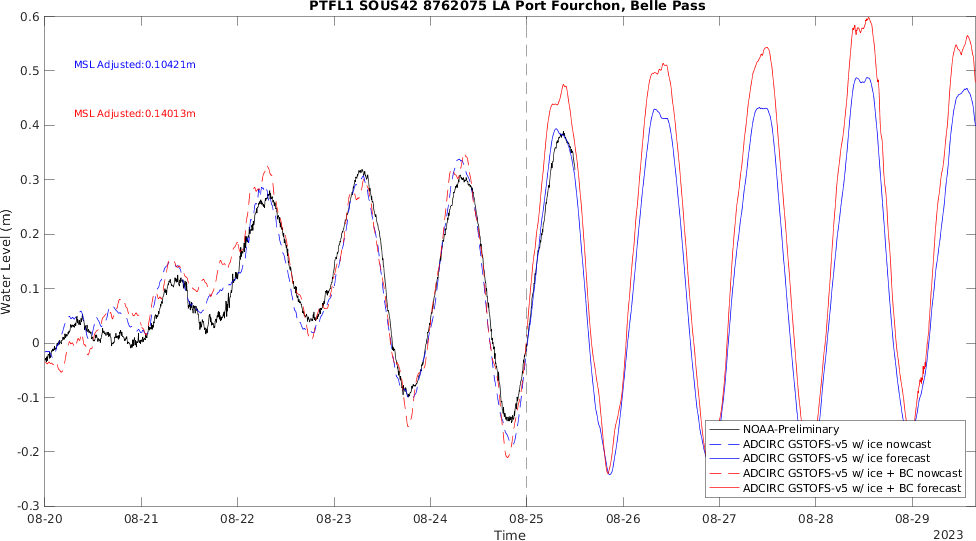 PTFL1 SOUS42 8762075 LA Port Fourchon, Belle Pass
MSL Adjusted:0.10421m
MSL Adjusted:0.14013m
Water Level (m)
0.6
0.5
0.4
0.3
0.2
0.1
0
-0.1
-0.2
-0.3
NOAA-Preliminary
ADCIRC GSTOFS-v5 w/ ice nowcast
ADCIRC GSTOFS-v5 w/ ice forecast
ADCIRC GSTOFS-v5 w/ ice + BC nowcast
ADCIRC GSTOFS-v5 w/ ice + BC forecast
08-20 08-21 08-22 08-23 08-24 08-25 08-26 08-27 08-28 08-29
Time
2023